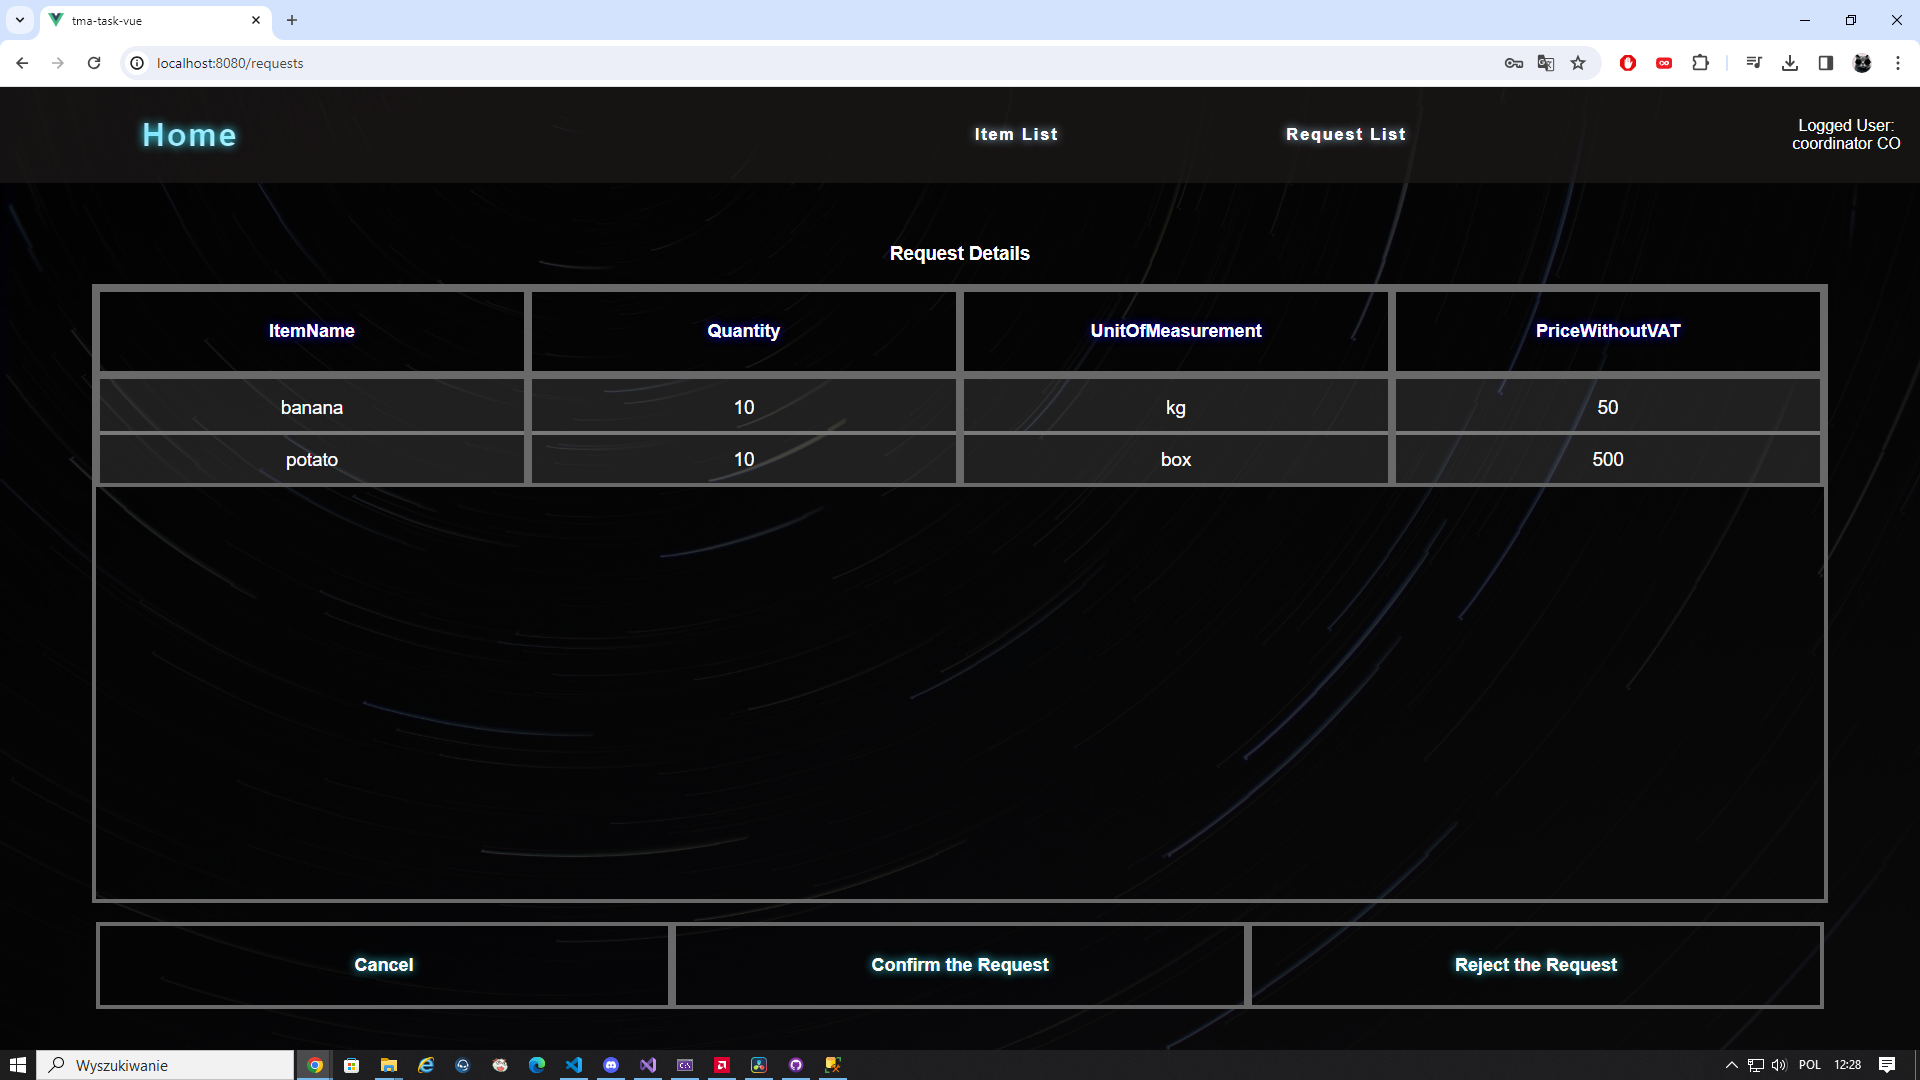 tma-task-vue
localhost:8080/requests
Home
Item List
Request List
Logged User:
coordinator CO
Request Details
ItemName Quantity UnitOfMeasurement PriceWithoutVAT
banana 10 kg 50
potato 10 box 500
Cancel
Confirm the Request
Reject the Request
Wyszukiwanie
POL
12:28